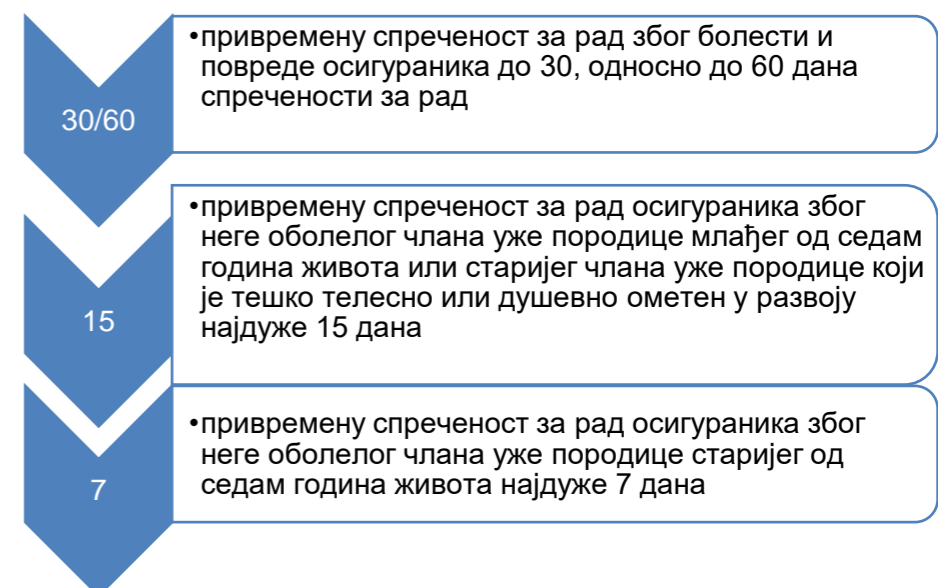 30/60
•привремену спреченост за рад због болести и
повреде осигураника до 30, односно до 60 дана
спречености за рад
15
•привремену спреченост за рад осигураника због
неге оболелог члана уже породице млађег од седам
година живота или старијег члана уже породице који
је тешко телесно или душевно ометен у развоју
најдуже 15 дана
7
•привремену спреченост за рад осигураника због
неге оболелог члана уже породице старијег од
седам година живота најдуже 7 дана